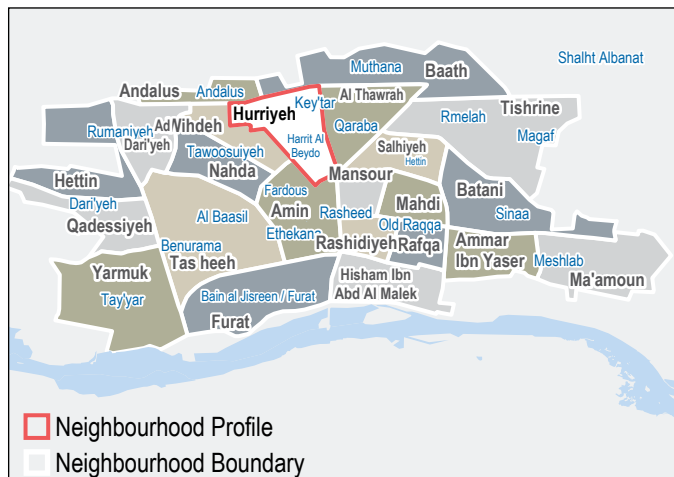 Shalht Albanat
Muthana
Baath
Andalus
Andalus
Key'tar
Al Thawrah
Hurriyeh
Rmelah
Tishrine
Rumaniyeh
Ad
Wihdeh
Qaraba
Magaf
Dari'yeh
Tawoosuiyeh
Harrit Al
Beydo
Salhiyeh
Hettin
Nahda
Mansour
Hettin
Fardous
Batani
Dari'yeh
Al Baasil
Amin
Rasheed
Mahdi
Sinaa
Qadessiyeh
Ethekana
Old Raqqa
Benurama
Rashidiyeh
Rafqa
Ammar
Ibn Yaser
Tas heeh
Meshlab
Yarmuk
Hisham Ibn
Abd Al Malek
Ma'amoun
Tay'yar
Bain al Jisreen / Furat
Furat
Neighbourhood Profile
Neighbourhood Boundary